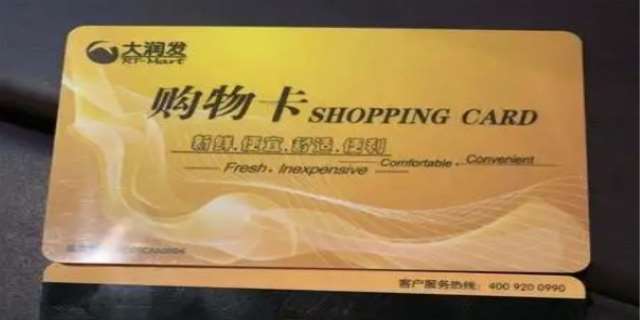 大润发
RT-Mart
购物卡 SHOPPING CARD
新鲜.便宜.舒适.便利
Fresh . Inexpensive . Comfortable . Convenient
客户服务热线: 400 920 0990